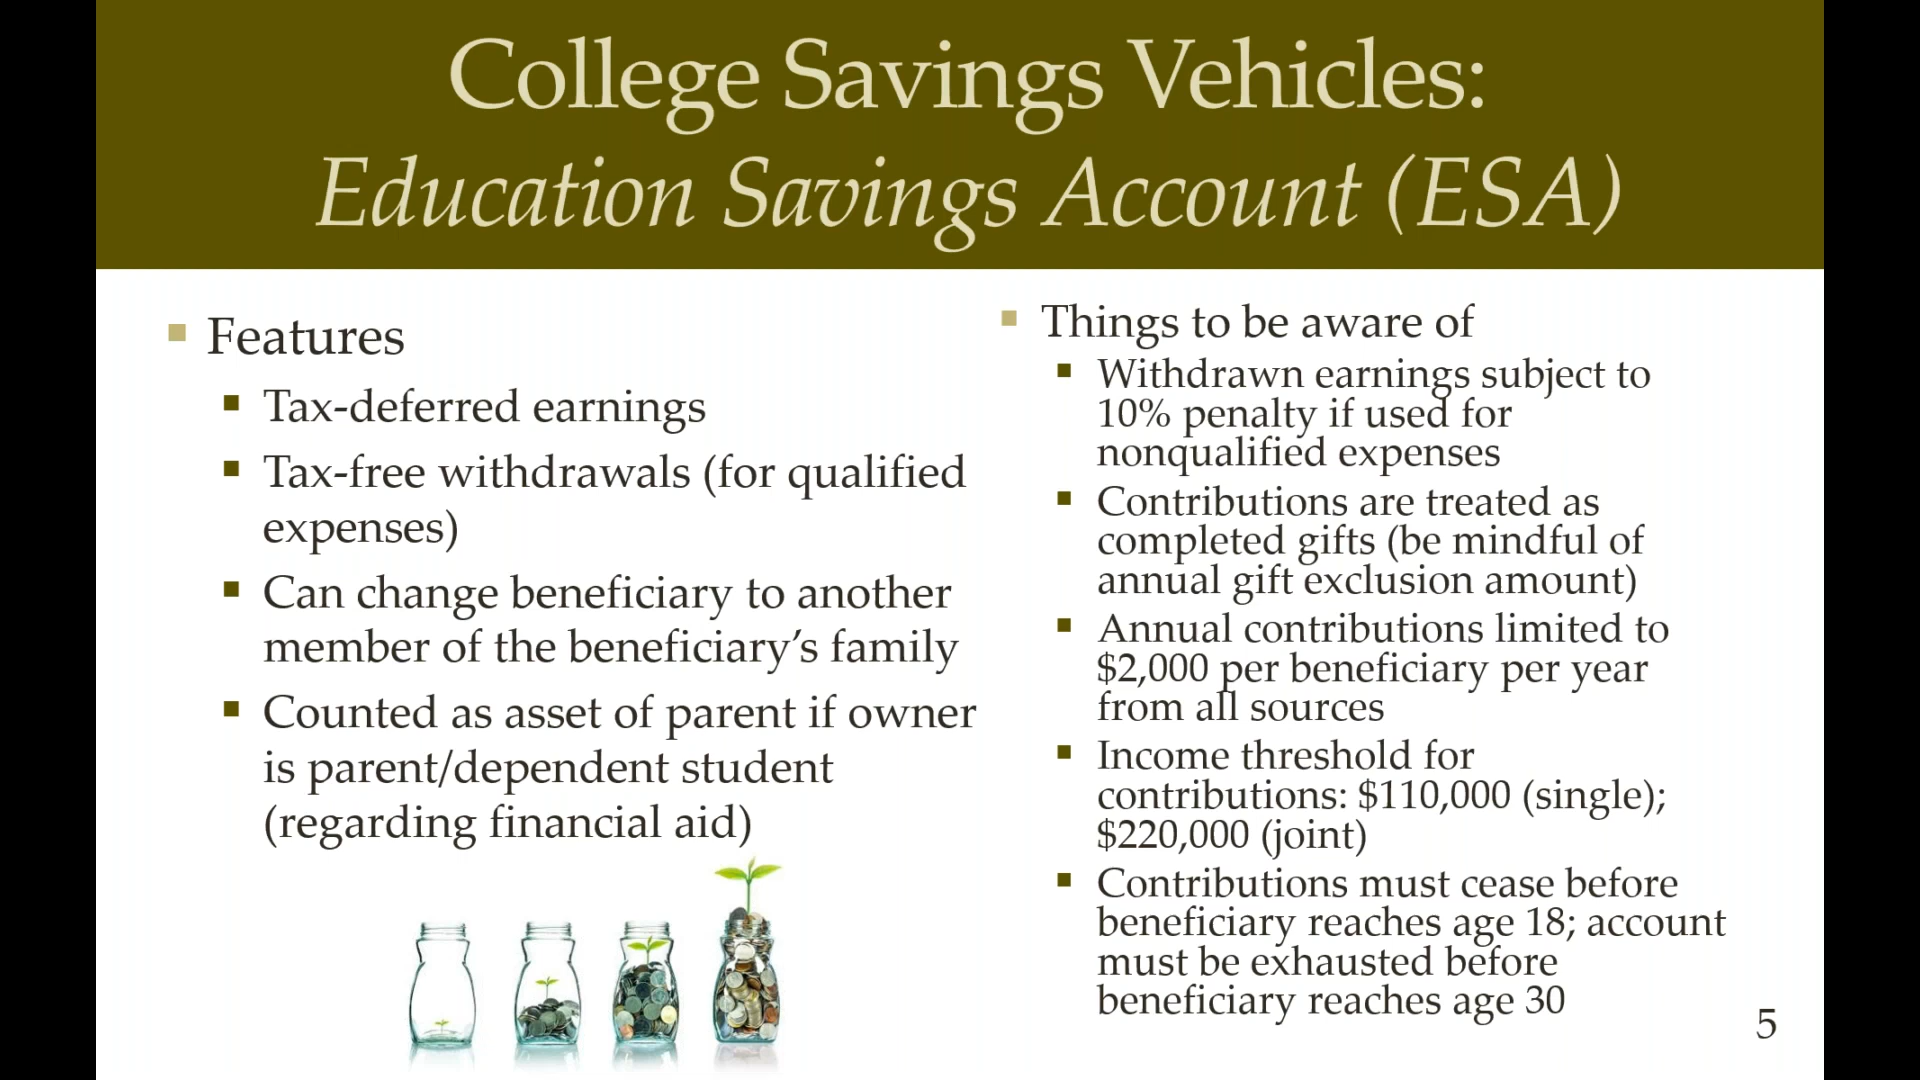 College Savings Vehicles:
Education Savings Account (ESA)
Features
Tax-deferred earnings
Tax-free withdrawals (for qualified
expenses)
Can change beneficiary to another
member of the beneficiary’s family
Counted as asset of parent if owner
is parent/dependent student
(regarding financial aid)
Things to be aware of
Withdrawn earnings subject to
10% penalty if used for
nonqualified expenses
Contributions are treated as
completed gifts (be mindful of
annual gift exclusion amount)
Annual contributions limited to
$2,000 per beneficiary per year
from all sources
Income threshold for
contributions: $110,000 (single);
$220,000 (joint)
Contributions must cease before
beneficiary reaches age 18; account
must be exhausted before
beneficiary reaches age 30
5